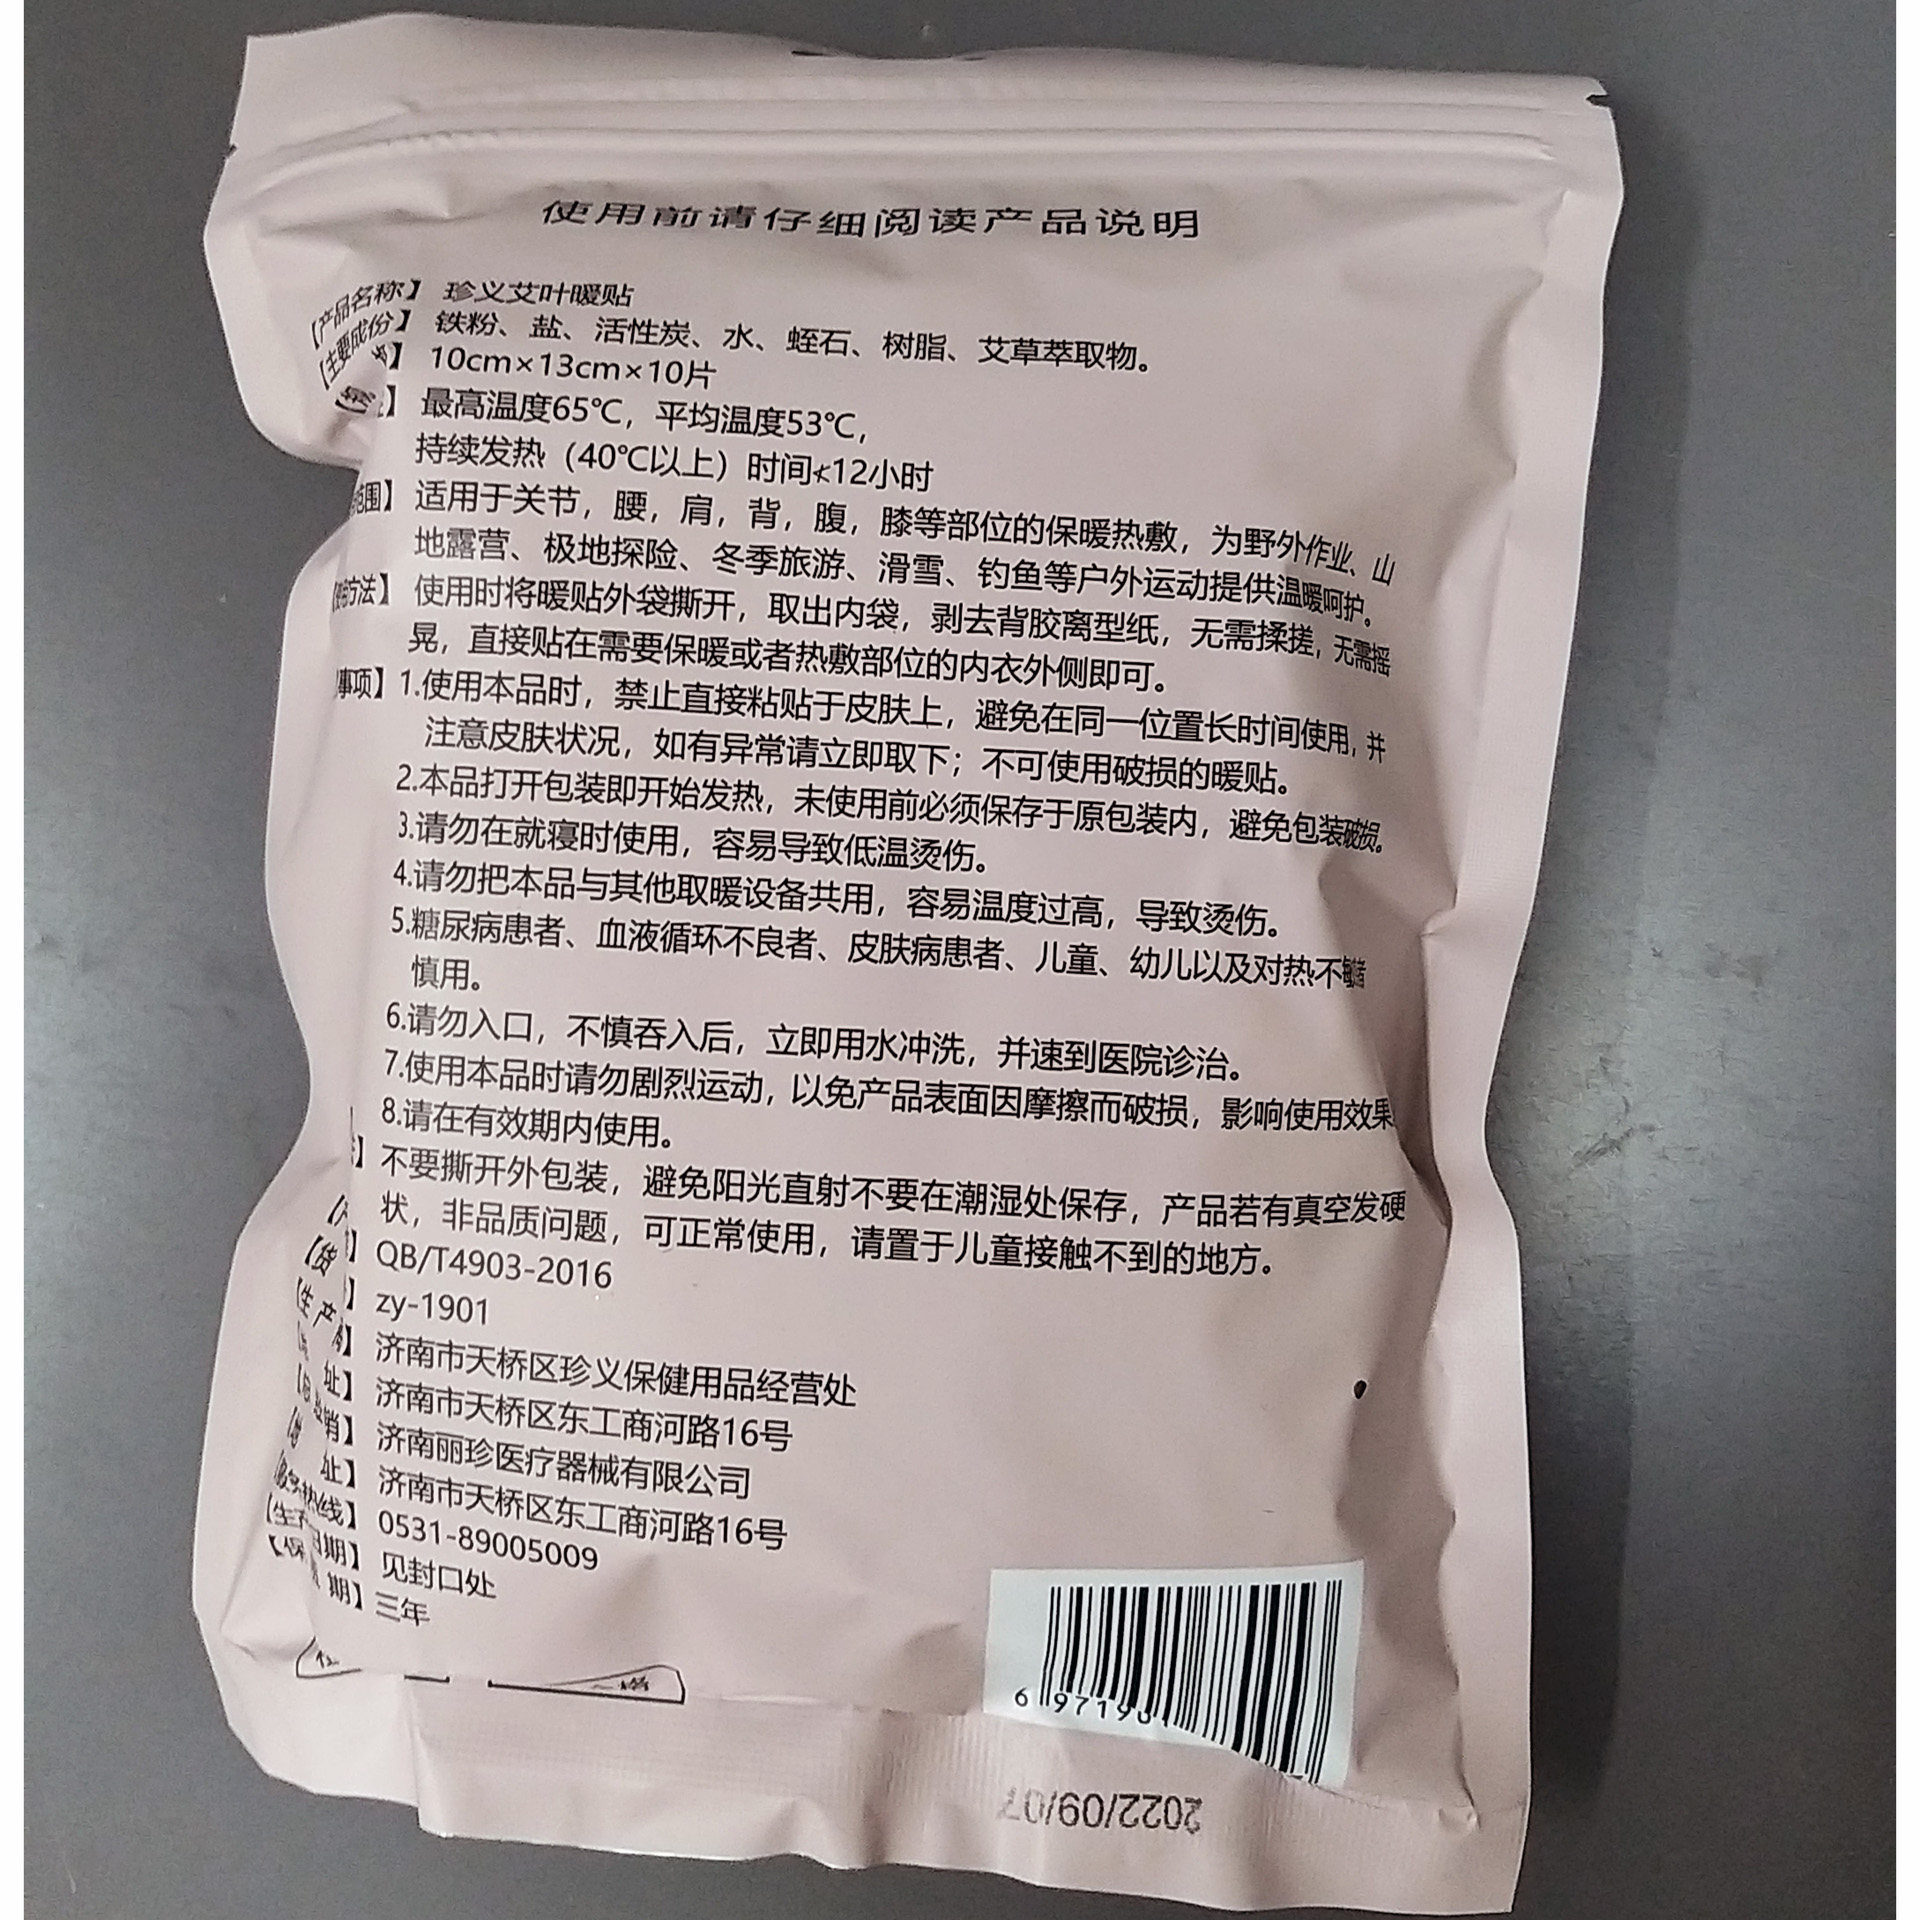 使用前请仔细阅读产品说明
【产品名称】 珍义艾叶暖贴
【主要成份】 铁粉、盐、活性炭、水、蛭石、树脂、艾草萃取物。
】 10cm×13cm×10片
】 最高温度65℃，平均温度53℃，
持续发热（40℃以上）时间≮12小时
范围】 适用于关节，腰，肩，背，腹，膝等部位的保暖热敷，为野外作业、山
地露营、极地探险、冬季旅游、滑雪、钓鱼等户外运动提供温暖呵护。
【使用方法】 使用时将暖贴外袋撕开，取出内袋，剥去背胶离型纸，无需揉搓，无需摇
晃，直接贴在需要保暖或者热敷部位的内衣外侧即可。
事项】 1.使用本品时，禁止直接粘贴于皮肤上，避免在同一位置长时间使用，并
注意皮肤状况，如有异常请立即取下；不可使用破损的暖贴。
2.本品打开包装即开始发热，未使用前必须保存于原包装内，避免包装破损。
3.请勿在就寝时使用，容易导致低温烫伤。
4.请勿把本品与其他取暖设备共用，容易温度过高，导致烫伤。
5.糖尿病患者、血液循环不良者、皮肤病患者、儿童、幼儿以及对热不敏者
慎用。
6.请勿入口，不慎吞入后，立即用水冲洗，并速到医院诊治。
7.使用本品时请勿剧烈运动，以免产品表面因摩擦而破损，影响使用效果
8.请在有效期内使用。
】 不要撕开外包装，避免阳光直射不要在潮湿处保存，产品若有真空发硬
状，非品质问题，可正常使用，请置于儿童接触不到的地方。
】 QB/T4903-2016
【货 】 zy-1901
【生产 】 济南市天桥区珍义保健用品经营处
址】 济南市天桥区东工商河路16号
销】 济南丽珍医疗器械有限公司
址】 济南市天桥区东工商河路16号
热线】 0531-89005009
【生产日期】 见封口处
【保 期】 三年
6 971901
2022/09/07